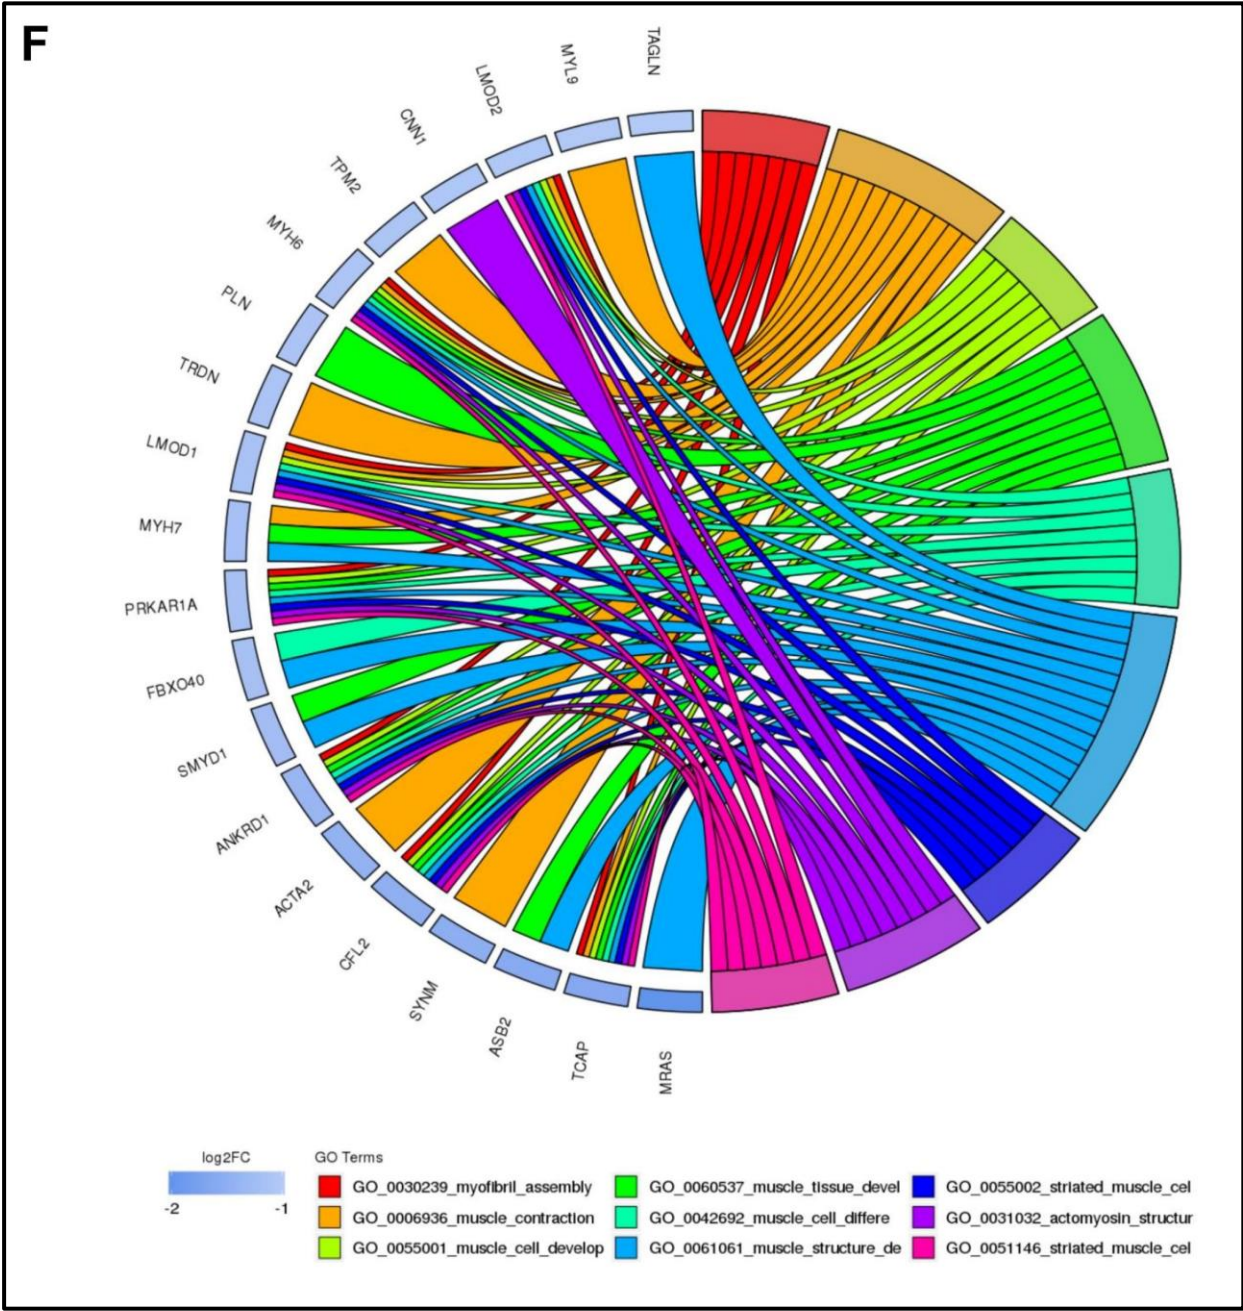 F
TAGLN
MYL9
LMOD2
CNN1
TPM2
MYH6
PLN
TRDN
LMOD1
MYH7
PRKAR1A
FBXO40
SMYD1
ANKRD1
ACTA2
CFL2
SYNM
ASB2
TCAP
MRAS
log2FC
-2 -1
GO Terms
GO_0030239_myofibril_assembly
GO_0006936_muscle_contraction
GO_0055001_muscle_cell_develop
GO_0060537_muscle_tissue_devel
GO_0042692_muscle_cell_differe
GO_0061061_muscle_structure_de
GO_0055002_striated_muscle_cel
GO_0031032_actomyosin_structur
GO_0051146_striated_muscle_cel